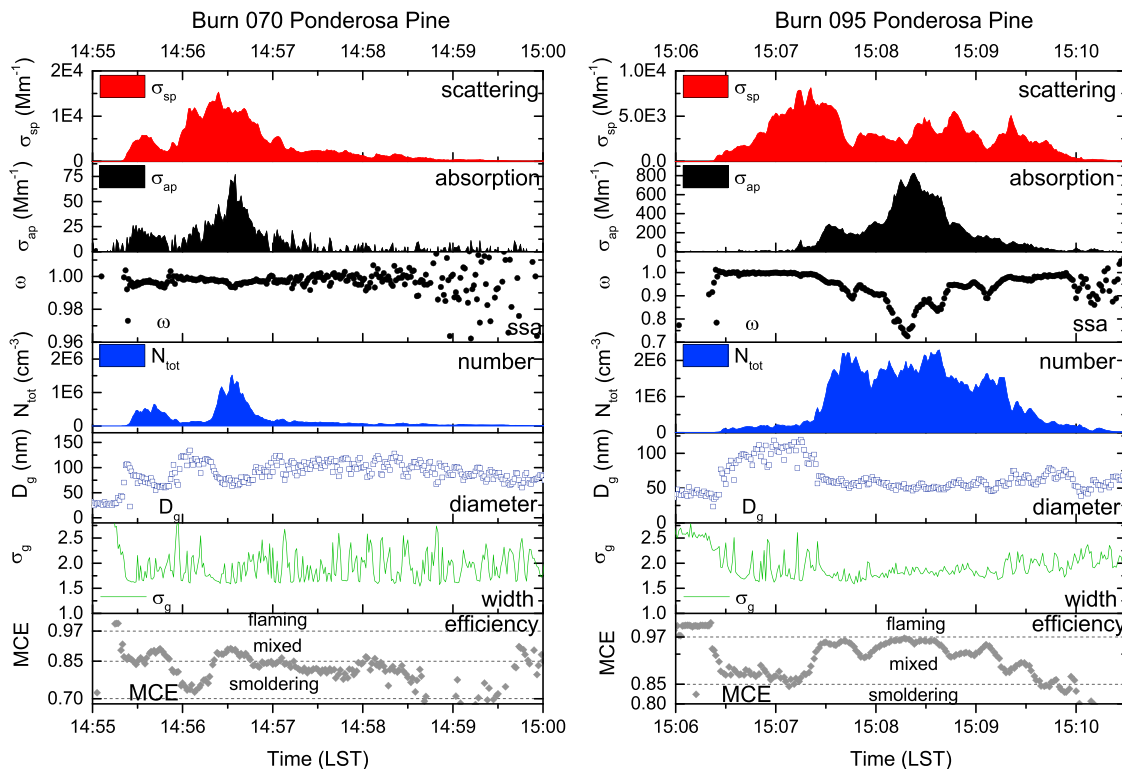 Burn 070 Ponderosa Pine
14:55 14:56 14:57 14:58 14:59 15:00
2E4
1E4
0
σsp (Mm-1)
σsp
scattering
75
50
25
0
σap (Mm-1)
σap
absorption
1.00
0.98
0.96
ω
ω
ssa
2E6
1E6
0
Ntot (cm-3)
Ntot
number
150
125
100
75
50
25
0
Dg (nm)
Dg
diameter
2.5
2.0
1.5
1.0
σg
σg
width
0.97
0.85
0.70
MCE
flaming
efficiency
mixed
smoldering
MCE
14:55 14:56 14:57 14:58 14:59 15:00
Time (LST)
Burn 095 Ponderosa Pine
15:06 15:07 15:08 15:09 15:10
1.0E4
5.0E3
0.0
σsp (Mm-1)
σsp
scattering
800
600
400
200
0
σap (Mm-1)
σap
absorption
1.0
0.9
0.8
0.7
ω
ω
ssa
2E6
1E6
0
Ntot (cm-3)
Ntot
number
100
50
0
Dg (nm)
Dg
diameter
2.5
2.0
1.5
1.0
σg
σg
width
0.97
0.85
0.80
MCE
flaming
efficiency
mixed
smoldering
MCE
15:06 15:07 15:08 15:09 15:10
Time (LST)